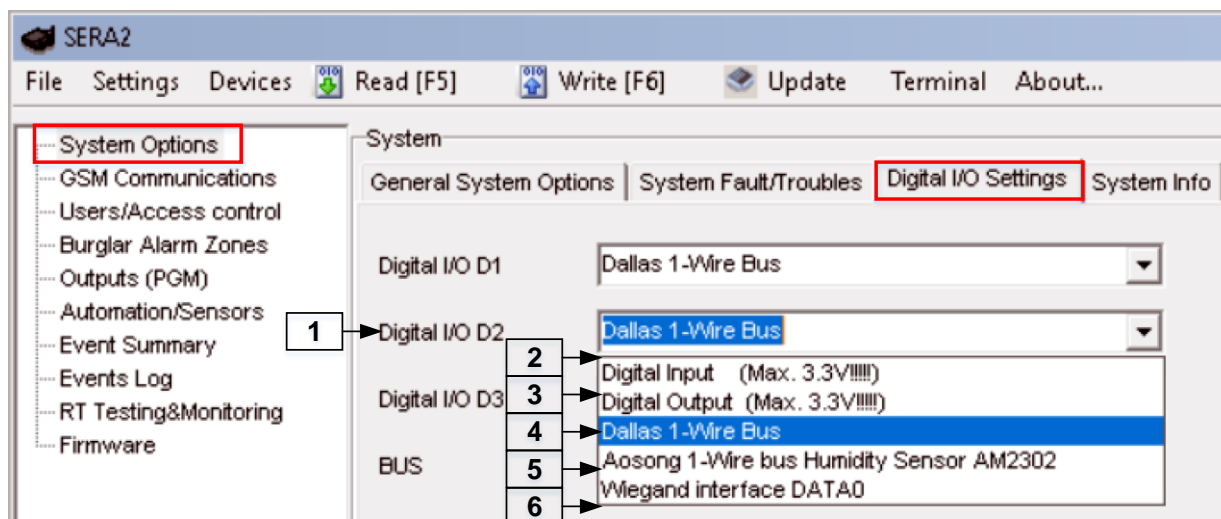 SERA2
File Settings Devices Read [F5] Write [F6] Update Terminal About...
System Options
GSM Communications
Users/Access control
Burglar Alarm Zones
Outputs (PGM)
Automation/Sensors
Event Summary
Events Log
RT Testing&Monitoring
Firmware
System
General System Options System Fault/Troubles Digital I/O Settings System Info
Digital I/O D1 Dallas 1-Wire Bus
1 Digital I/O D2 Dallas 1-Wire Bus
2 Digital Input (Max. 3.3V!!!!!)
Digital I/O D3 3 Digital Output (Max. 3.3V!!!!!)
4 Dallas 1-Wire Bus
BUS 5 Aosong 1-Wire bus Humidity Sensor AM2302
6 Wiegand interface DATA0